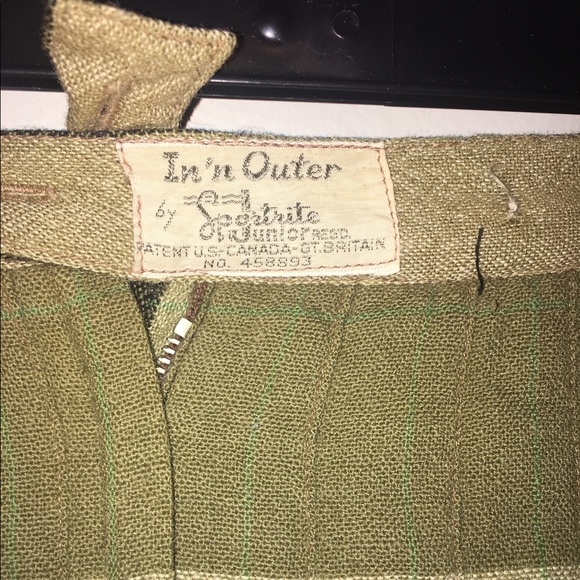 In'n Outer
by Sportrite
Junior REGD.
PATENT U.S-CANADA-GT.BRITAIN
NO. 458893